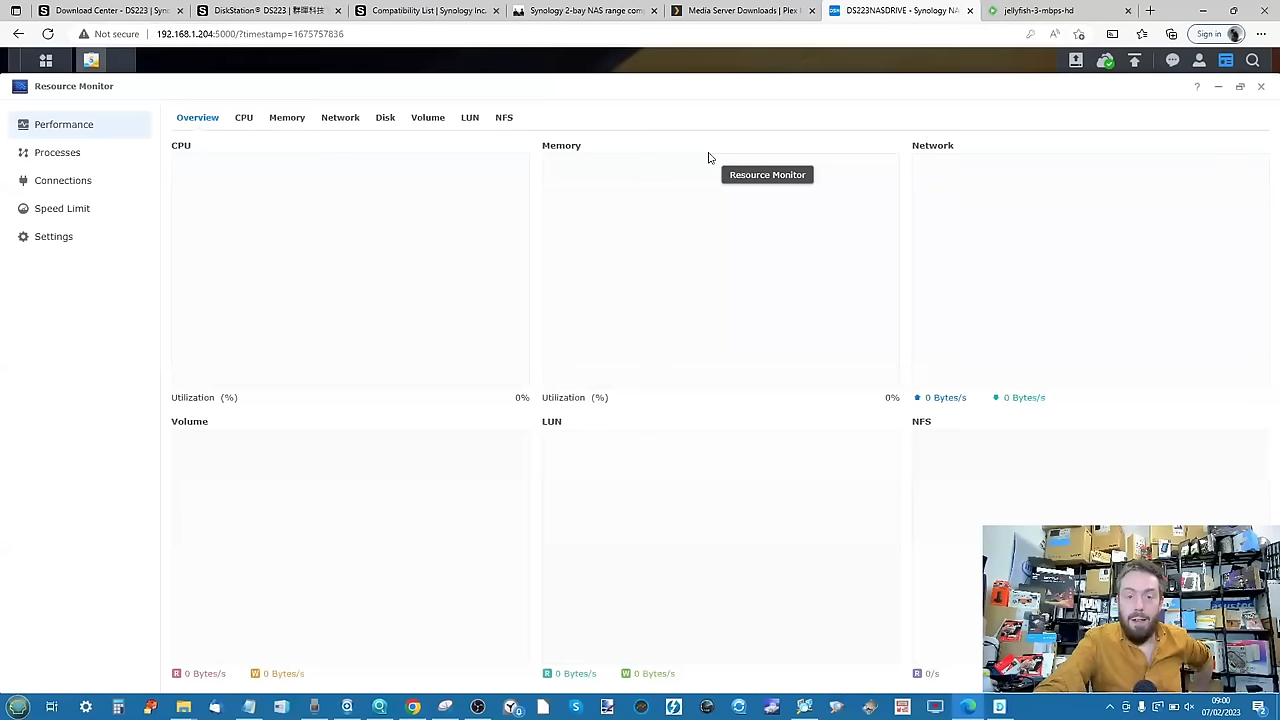 Download Center - DS223 | Sync
DiskStation® DS223 | 群暉科技
Compatibility List | Synology Inc.
Synology 2-bay NAS range com
Media Server Downloads | Plex
DS223NASDRIVE - Synology N
jellyfish-3-mbps-hd
Not secure
192.168.1.204:5000/?timestamp=1675757836
Sign in
Resource Monitor
Performance
Processes
Connections
Speed Limit
Settings
Overview
CPU
Memory
Network
Disk
Volume
LUN
NFS
CPU
Memory
Network
Resource Monitor
Utilization (%)
0%
Utilization (%)
0%
0 Bytes/s
0 Bytes/s
Volume
LUN
NFS
R 0 Bytes/s
W 0 Bytes/s
R 0 Bytes/s
W 0 Bytes/s
R 0/s
09:00
07/02/2023